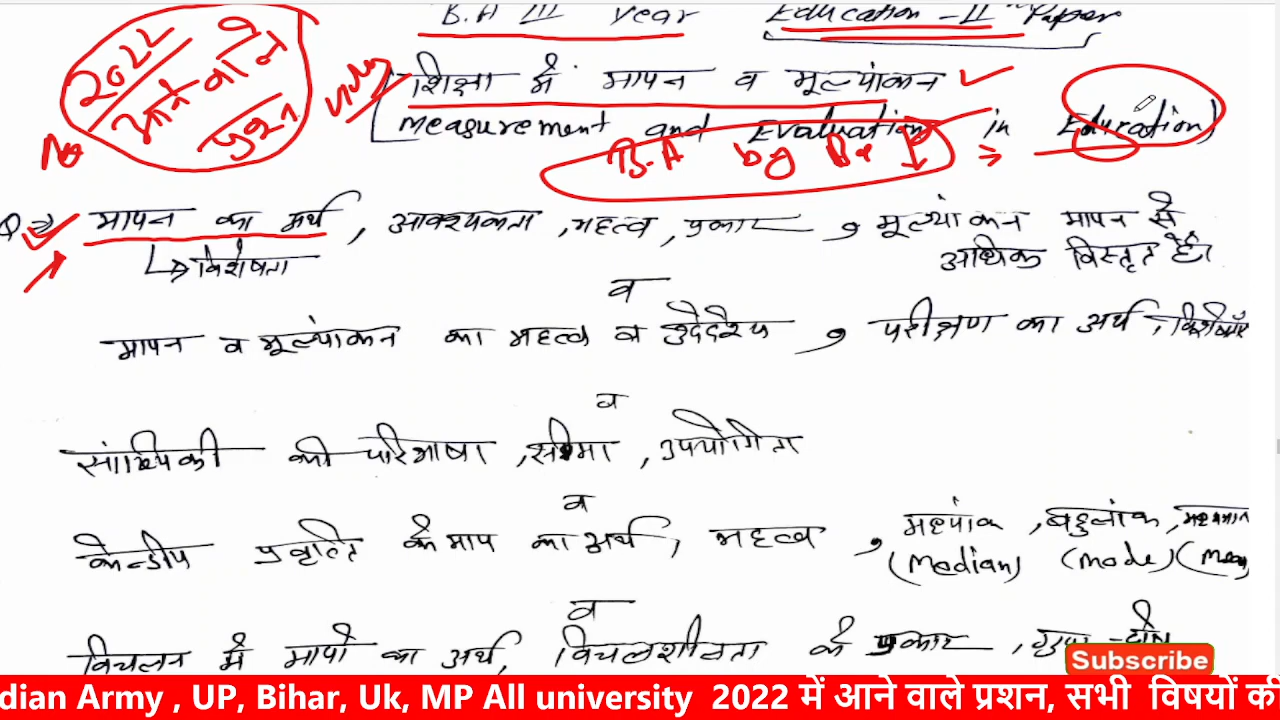 B.A III year Education-II Paper
2022
आने वाले
प्रश्न
शिक्षा में मापन व मूल्यांकन
Measurement and Evaluation in Education
B.A
मापन का अर्थ, आवश्यकता, महत्व, प्रकार, मूल्यांकन मापन से
अधिक विस्तृत है।
विशेषता
व
मापन व मूल्यांकन का महत्व व उद्देश्य, परीक्षण का अर्थ,
व
सांख्यिकी की परिभाषा, सीमा, उपयोगिता
व
केन्द्रीय प्रवृत्ति के माप का अर्थ, महत्व, मध्यांक, बहुलांक,
(Median) (mode) (Mean)
व
विचलन में मापों का अर्थ, विचलनशीलता के प्रकार, गुण-दोष
Subscribe
dian Army , UP, Bihar, Uk, MP All university 2022 में आने वाले प्रशन, सभी विषयों की